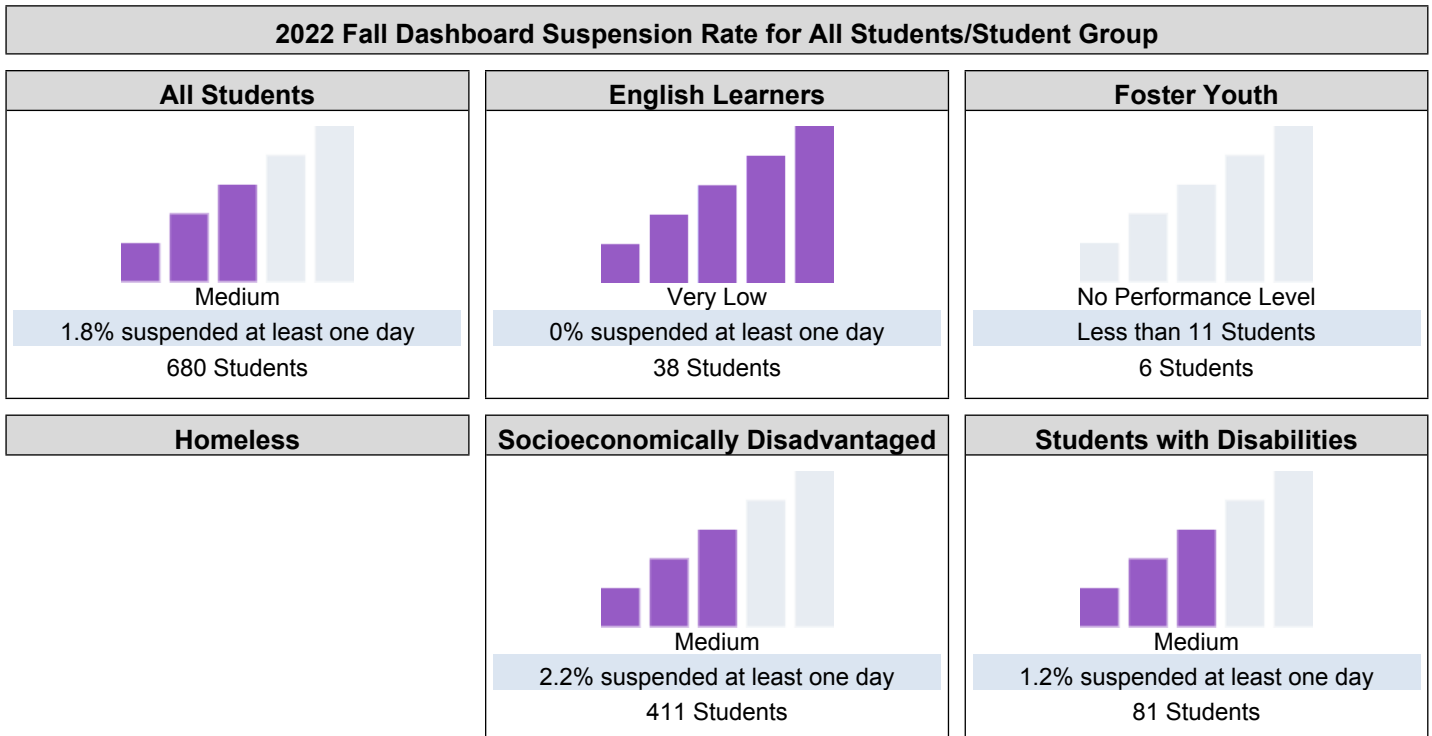 2022 Fall Dashboard Suspension Rate for All Students/Student Group
All Students
Medium
1.8% suspended at least one day
680 Students
English Learners
Very Low
0% suspended at least one day
38 Students
Foster Youth
No Performance Level
Less than 11 Students
6 Students
Homeless
Socioeconomically Disadvantaged
Medium
2.2% suspended at least one day
411 Students
Students with Disabilities
Medium
1.2% suspended at least one day
81 Students